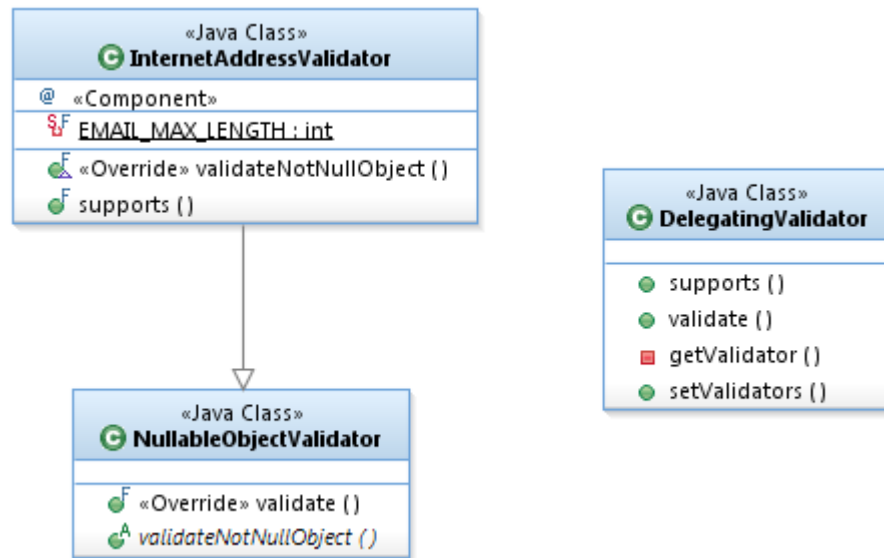 «Java Class»
InternetAddressValidator
«Component»
EMAIL_MAX_LENGTH : int
«Override» validateNotNullObject ()
supports ()
«Java Class»
DelegatingValidator
supports ()
validate ()
getValidator ()
setValidators ()
«Java Class»
NullableObjectValidator
«Override» validate ()
validateNotNullObject ()